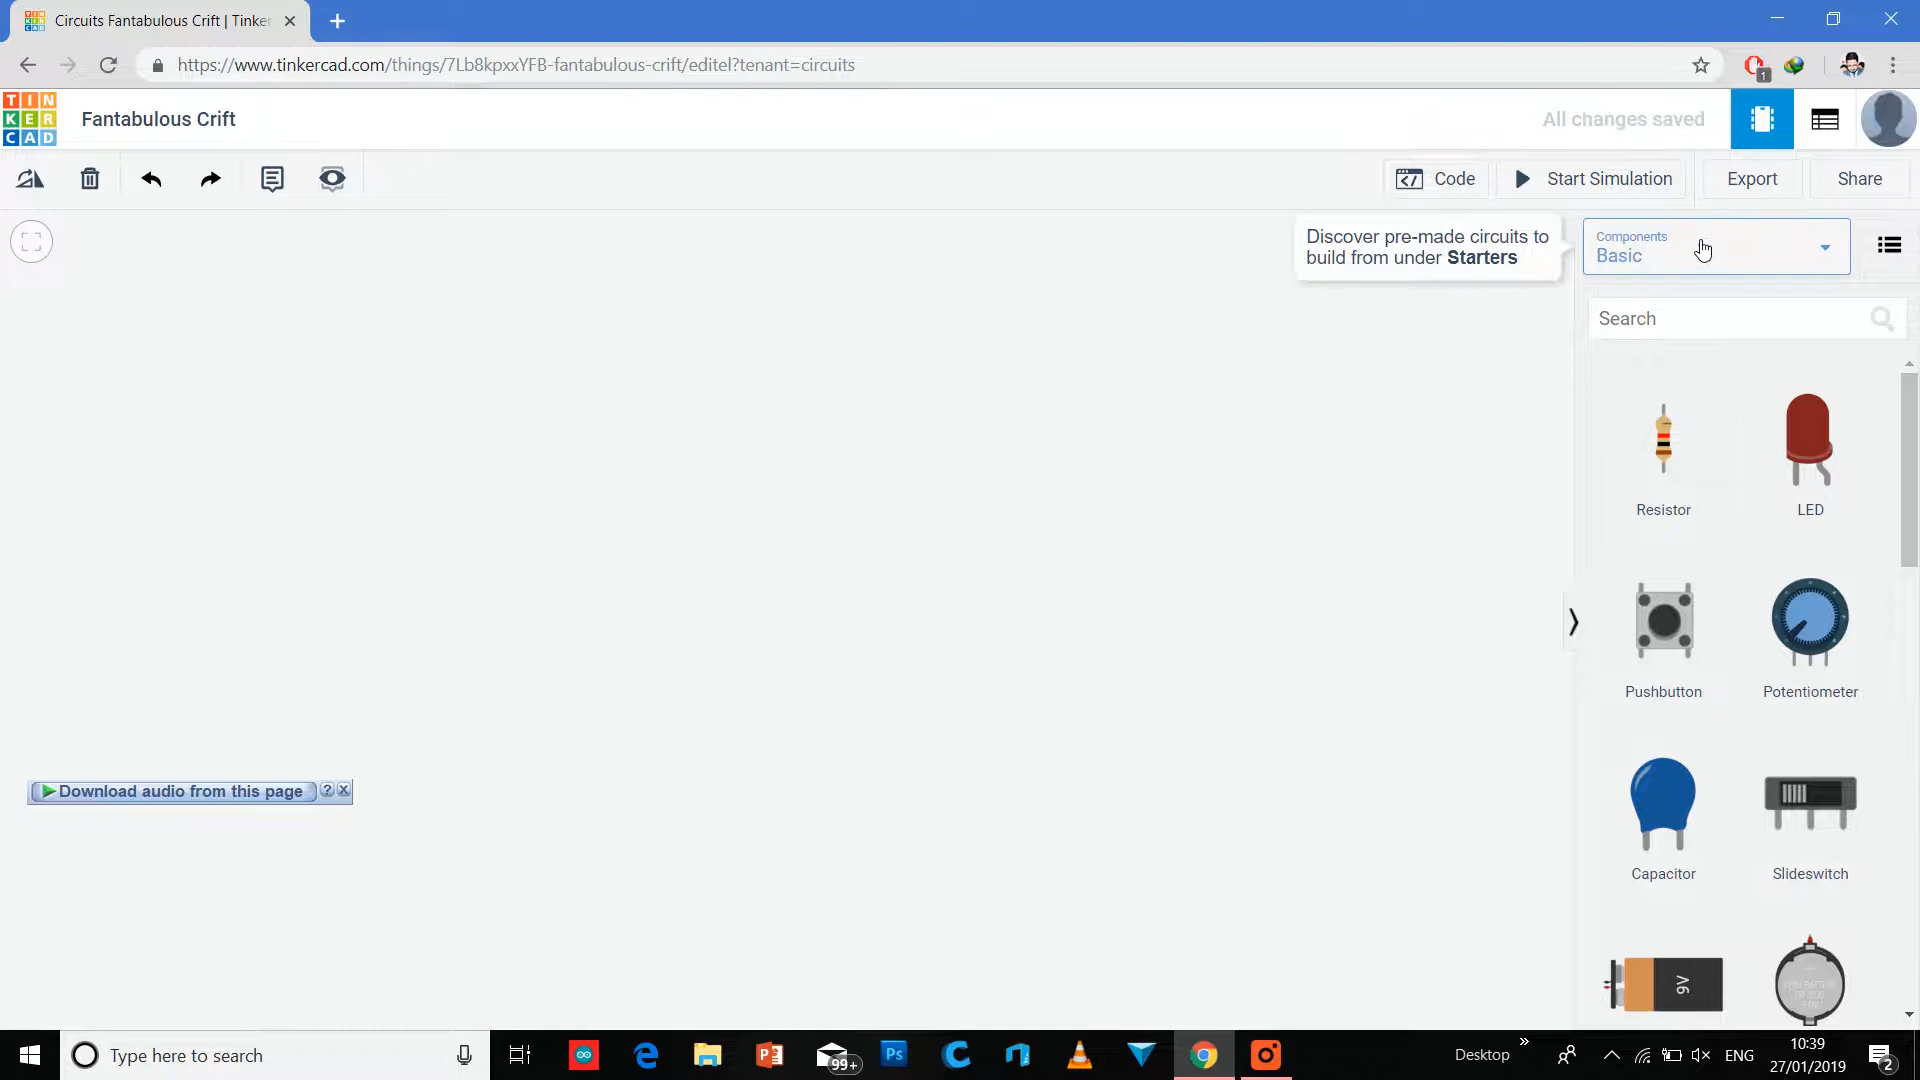 Circuits Fantabulous Crift | Tinker
https://www.tinkercad.com/things/7Lb8kpxxYFB-fantabulous-crift/editel?tenant=circuits
1
TIN
KER
CAD
Fantabulous Crift
All changes saved
Code
Start Simulation
Export
Share
Discover pre-made circuits to
build from under Starters
Components
Basic
Search
Resistor
LED
Pushbutton
Potentiometer
Capacitor
Slideswitch
9V
Download audio from this page
?
X
Type here to search
99+
Ps
Desktop
ENG
10:39
27/01/2019
2